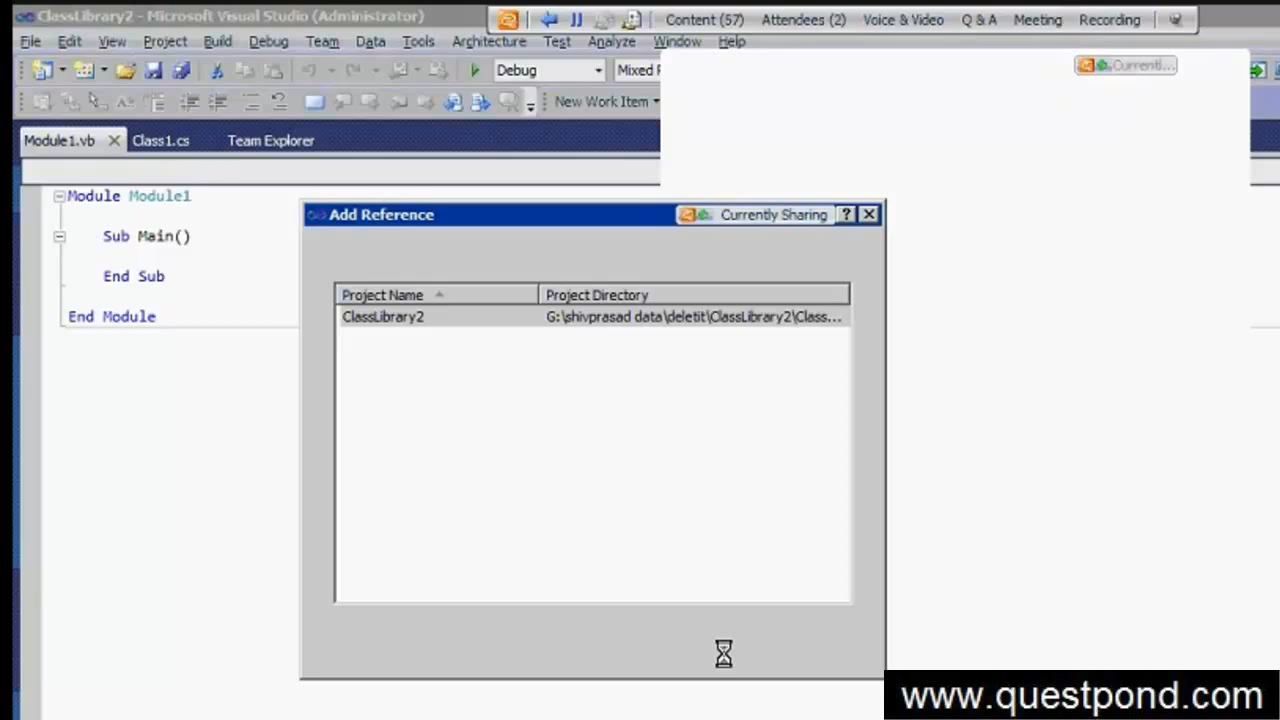 ClassLibrary2 - Microsoft Visual Studio (Administrator)
Content (57) Attendees (2) Voice & Video Q & A Meeting Recording
File Edit View Project Build Debug Team Data Tools Architecture Test Analyze Window Help
Currenti...
Debug Mixed
New Work Item
Module1.vb Class1.cs Team Explorer
Module Module1
Sub Main()
End Sub
End Module
Add Reference Currently Sharing
Project Name Project Directory
ClassLibrary2 G:\shivprasad data\deletit\ClassLibrary2\Class...
www.questpond.com